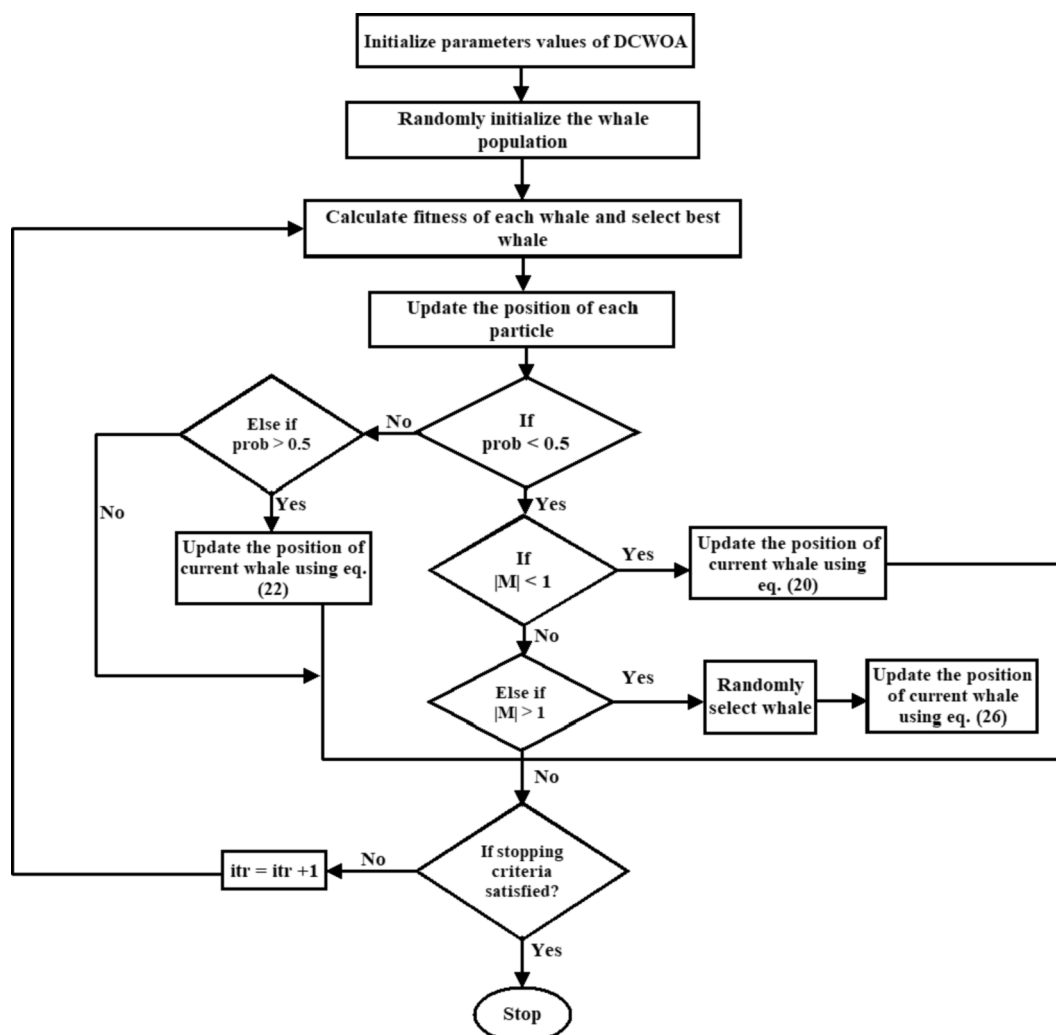 Initialize parameters values of DCWOA
Randomly initialize the whale
population
Calculate fitness of each whale and select best
whale
Update the position of each
particle
If
prob < 0.5
No
Else if
prob > 0.5
No
Yes
Update the position of
current whale using eq.
(22)
Yes
If
|M| < 1
Yes
Update the position of
current whale using
eq. (20)
No
Else if
|M| > 1
Yes
Randomly
select whale
Update the position
of current whale
using eq. (26)
No
If stopping
criteria
satisfied?
No
itr = itr +1
Yes
Stop